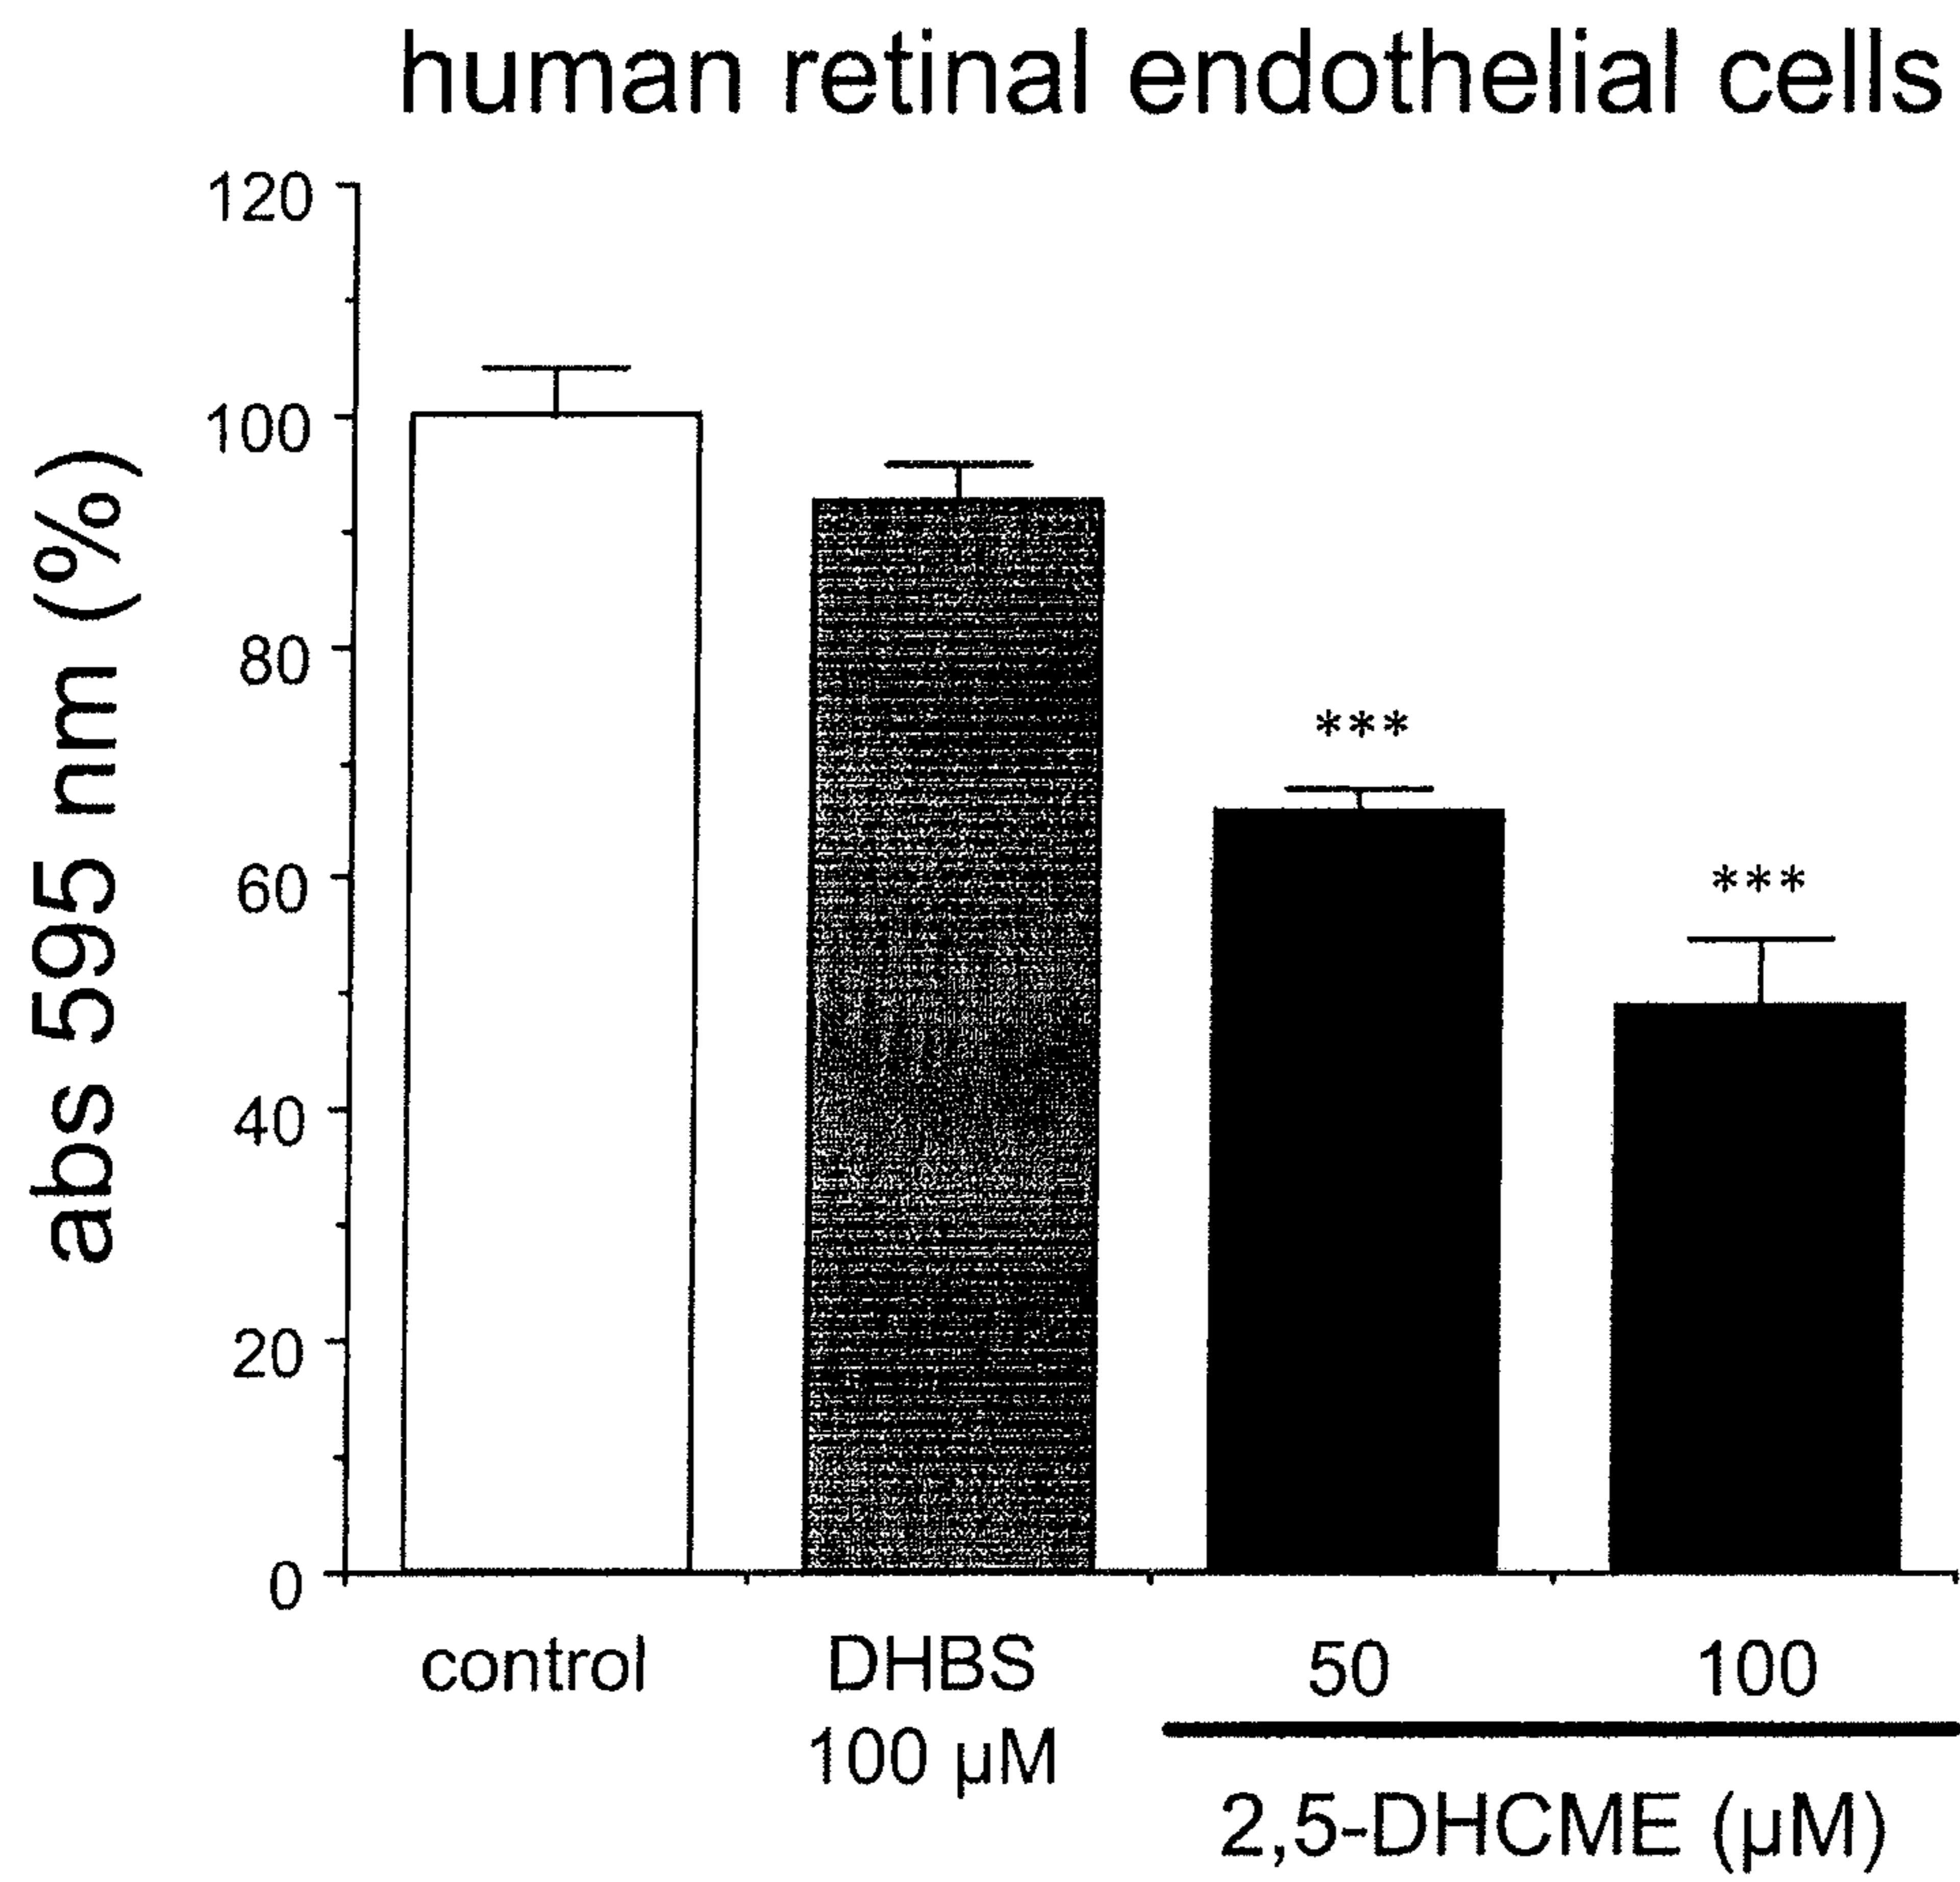 human retinal endothelial cells
abs 595 nm (%)
120
100
80
60
40
20
0
***
***
control
DHBS
100 µM
50
100
2,5-DHCME (µM)